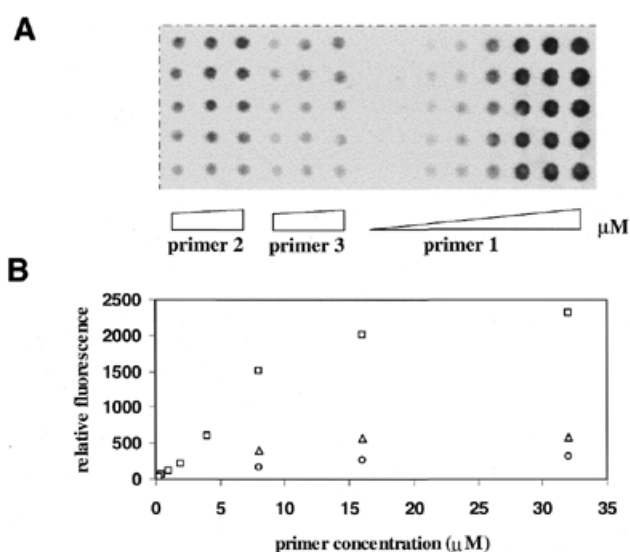 A
primer 2 primer 3 primer 1 μM
B
2500
2000
1500
1000
500
0
relative fluorescence
0 5 10 15 20 25 30 35
primer concentration (μM)